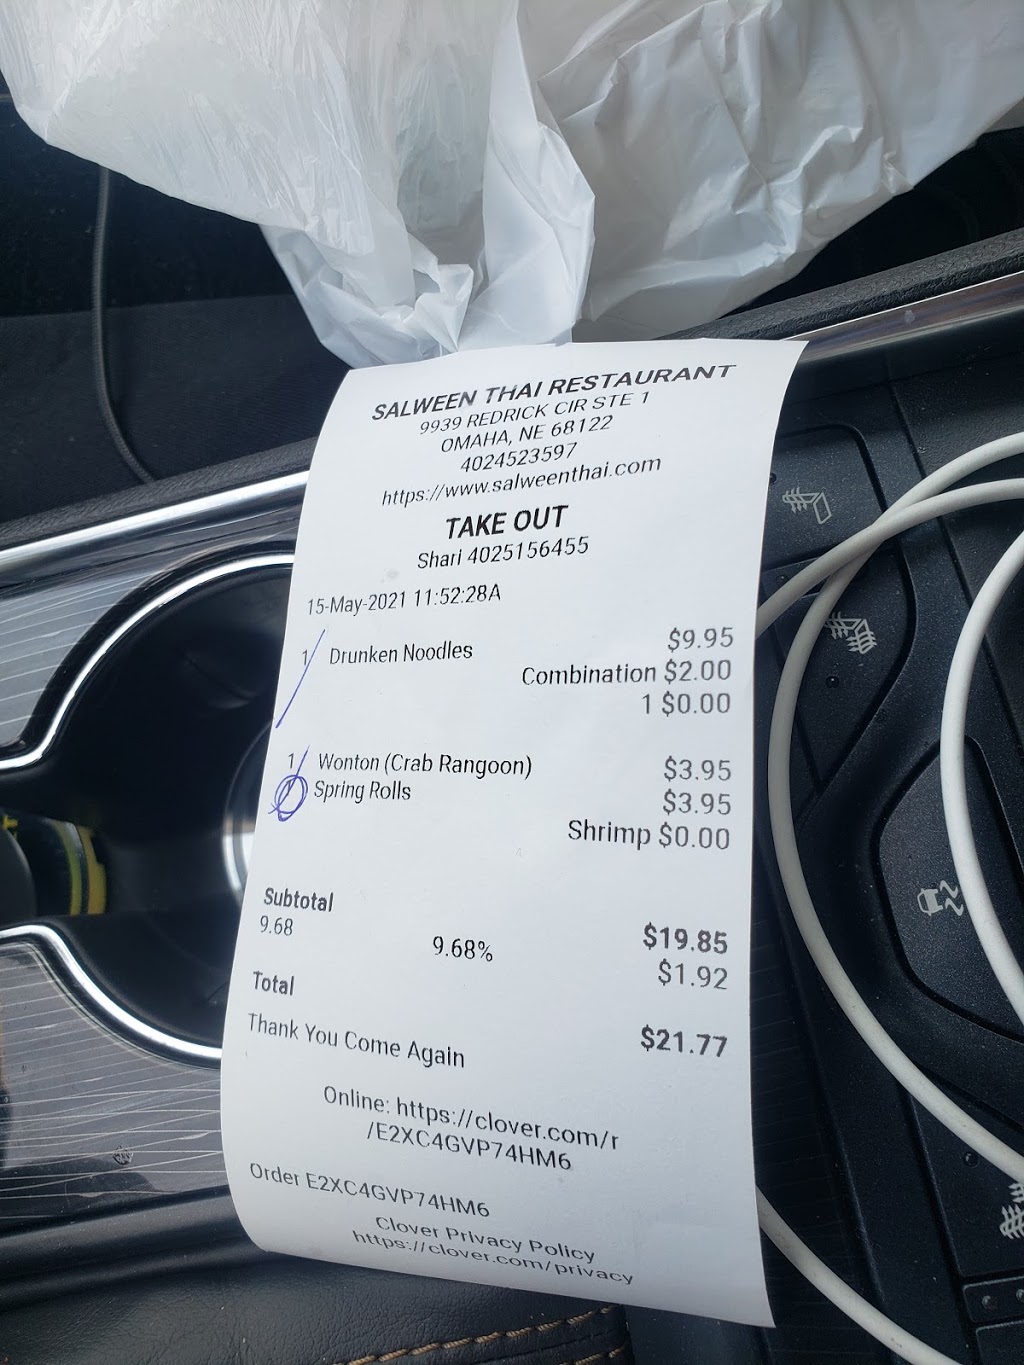 SALWEEN THAI RESTAURANT
9939 REDRICK CIR STE 1
OMAHA, NE 68122
4024523597
https://www.salweenthai.com
TAKE OUT
Shari 4025156455
15-May-2021 11:52:28A
1 Drunken Noodles $9.95
Combination $2.00
1 $0.00
1 Wonton (Crab Rangoon) $3.95
Spring Rolls $3.95
Shrimp $0.00
Subtotal $19.85
9.68 9.68% $1.92
Total $21.77
Thank You Come Again
Online: https://clover.com/r
/E2XC4GVP74HM6
Order E2XC4GVP74HM6
Clover Privacy Policy
https://clover.com/privacy